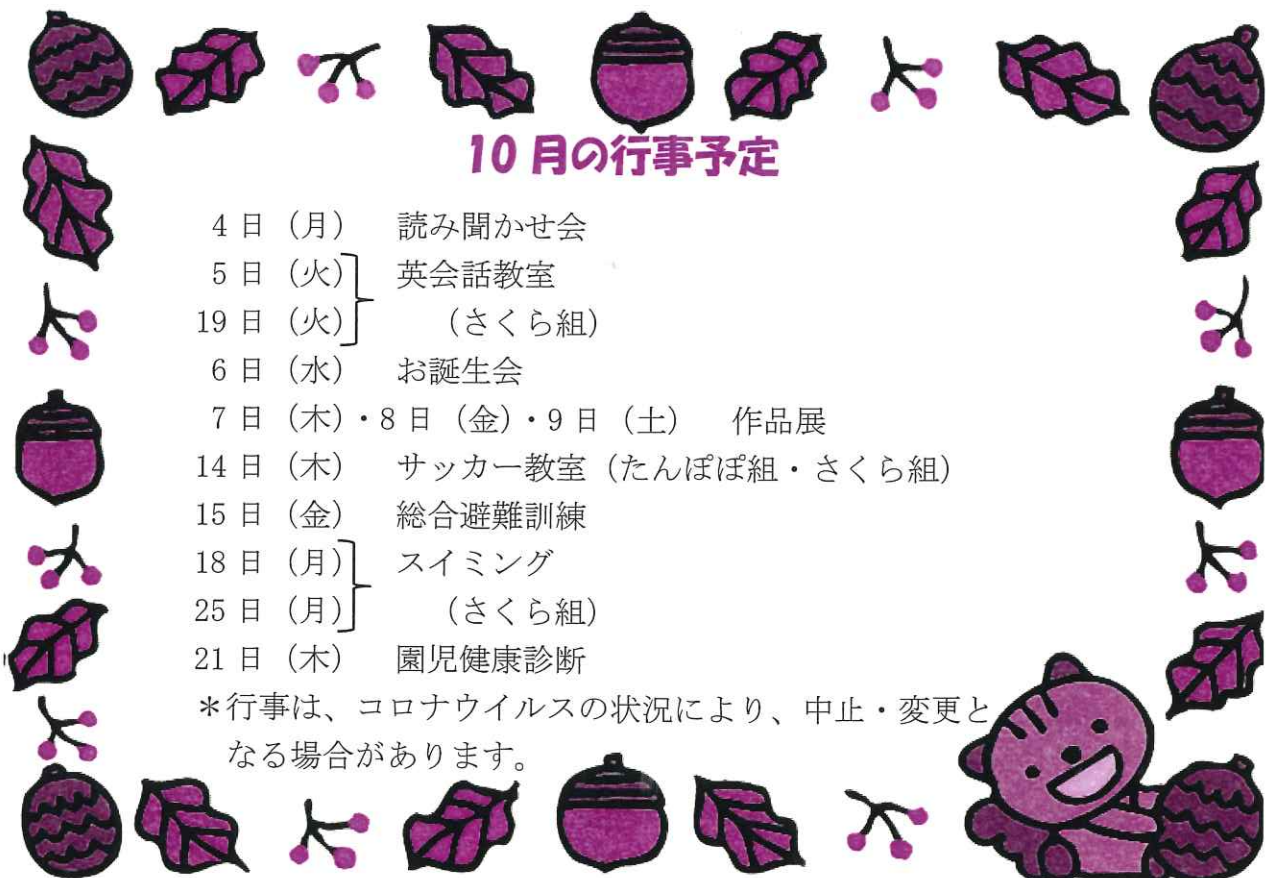 10月の行事予定
4日（月） 読み聞かせ会
5日（火） 英会話教室
19日（火） （さくら組）
6日（水） お誕生会
7日（木）・8日（金）・9日（土） 作品展
14日（木） サッカー教室（たんぽぽ組・さくら組）
15日（金） 総合避難訓練
18日（月） スイミング
25日（月） （さくら組）
21日（木） 園児健康診断
＊行事は、コロナウイルスの状況により、中止・変更と
なる場合があります。